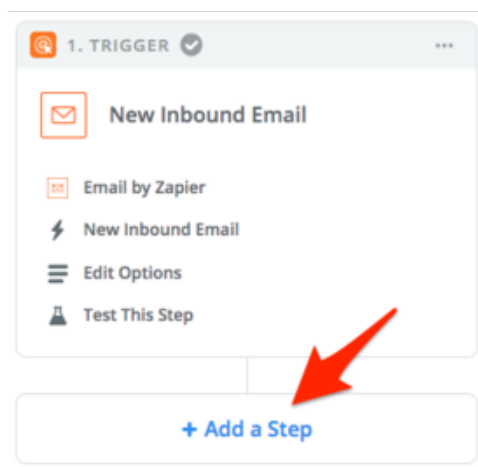 1. TRIGGER
New Inbound Email
Email by Zapier
New Inbound Email
Edit Options
Test This Step
+ Add a Step